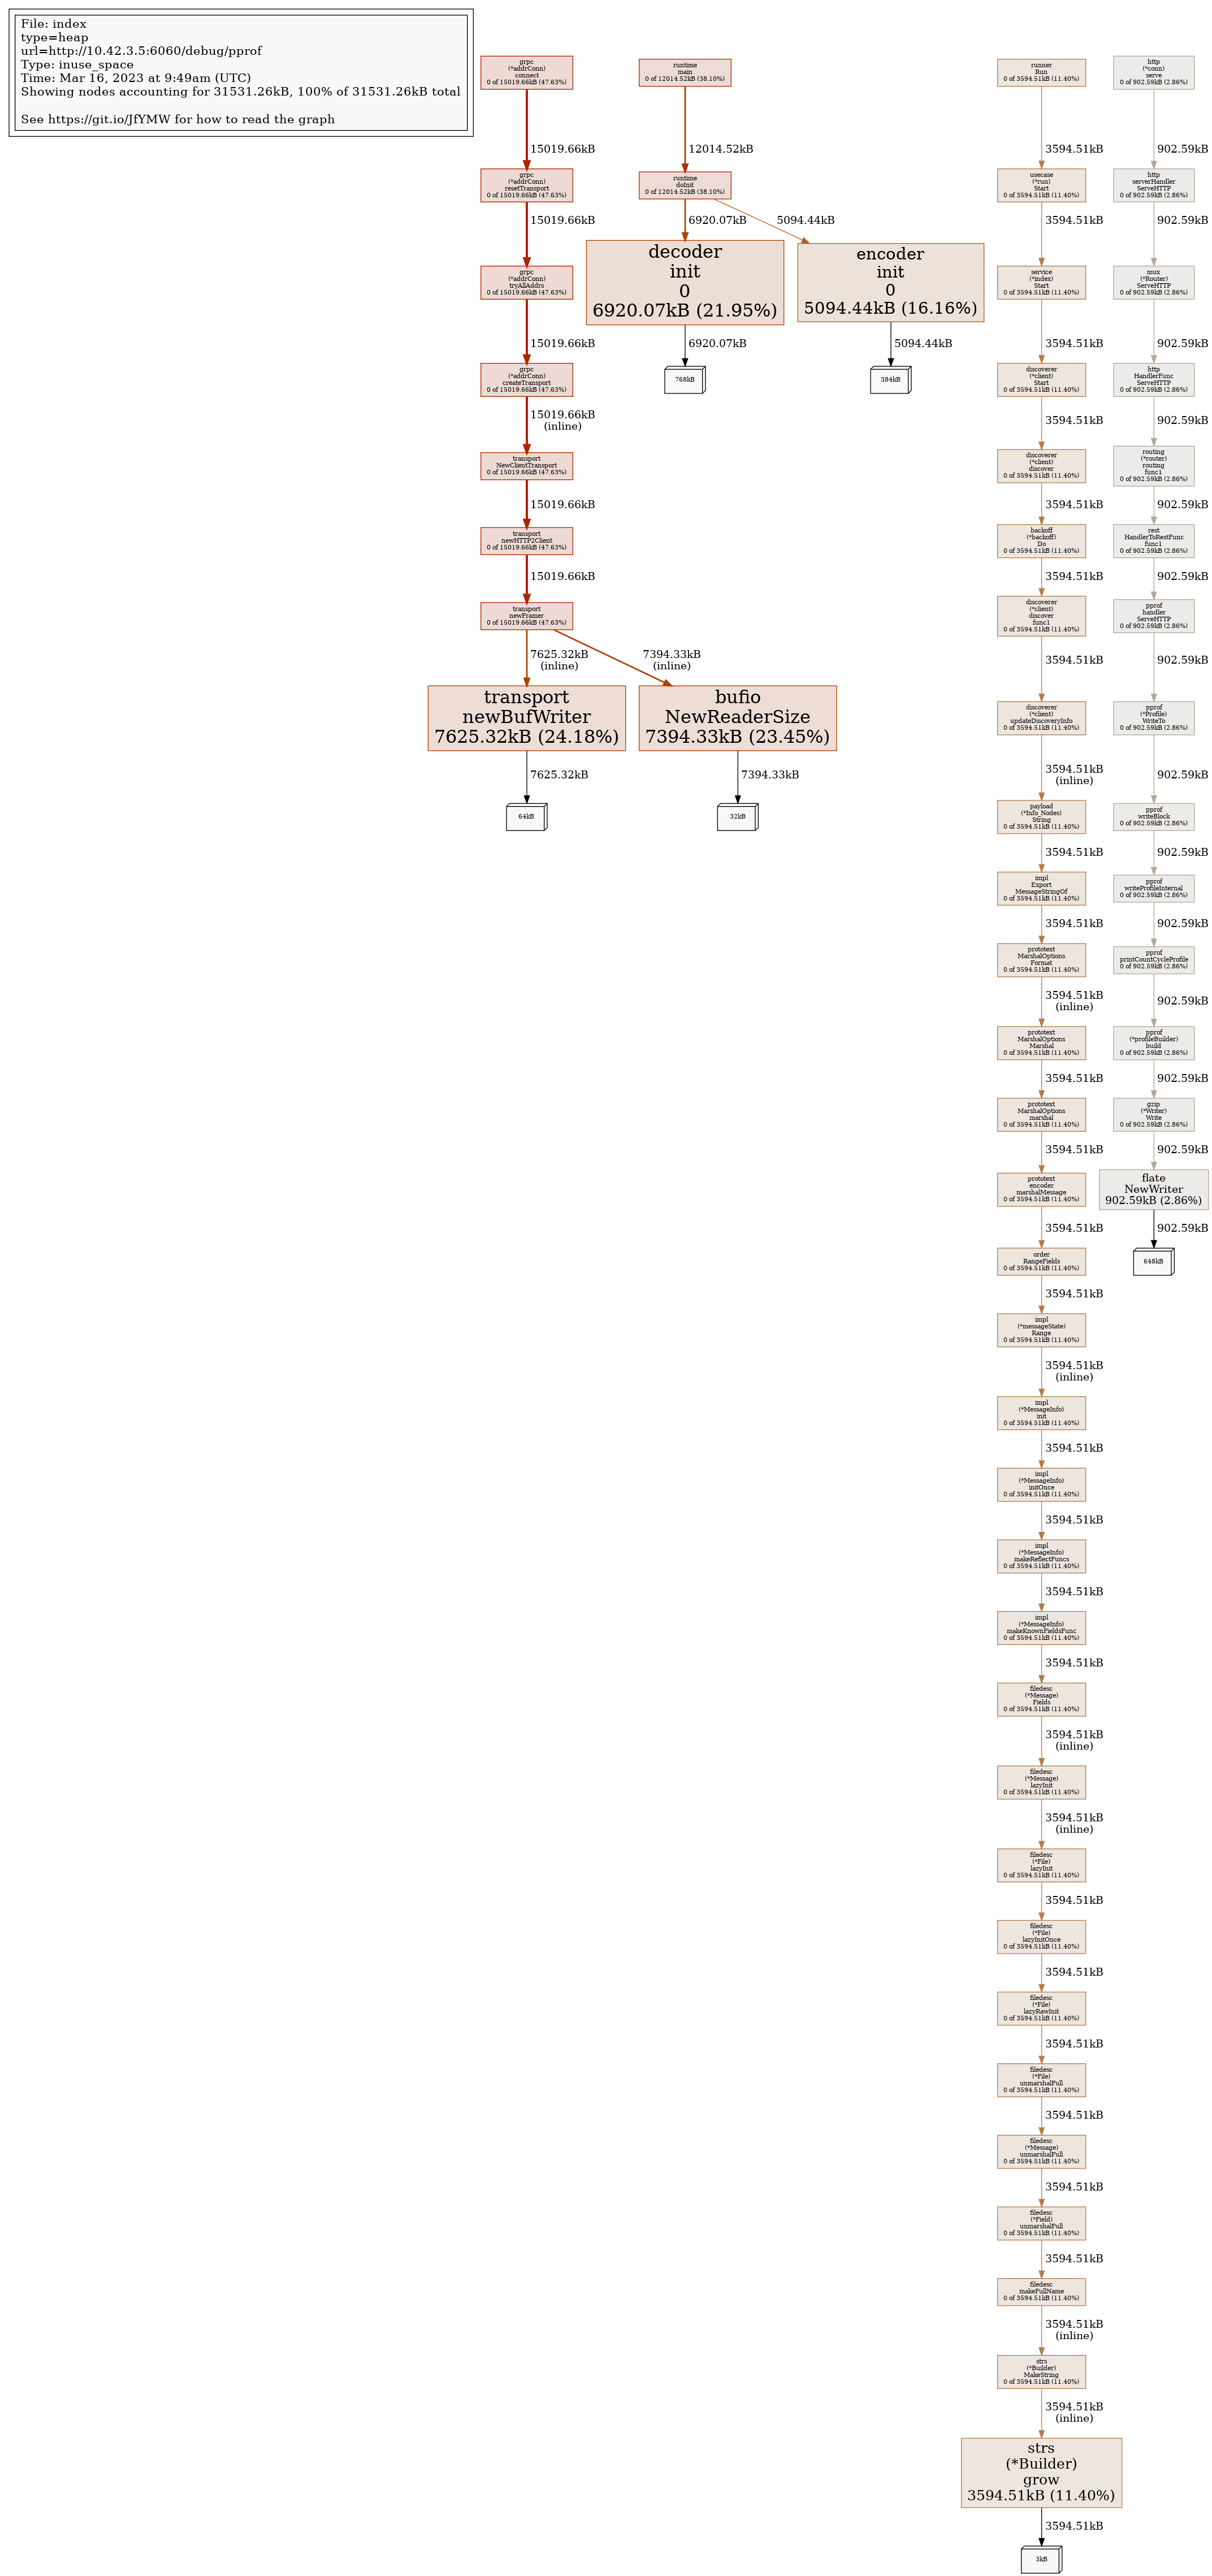 File: index
type=heap
url=http://10.42.3.5:6060/debug/pprof
Type: inuse_space
Time: Mar 16, 2023 at 9:49am (UTC)
Showing nodes accounting for 31531.26kB, 100% of 31531.26kB total
See https://git.io/JfYMW for how to read the graph
grpc
(*addrConn)
connect
0 of 15019.66kB (47.63%)
15019.66kB
grpc
(*addrConn)
resetTransport
0 of 15019.66kB (47.63%)
15019.66kB
grpc
(*addrConn)
tryAllAddrs
0 of 15019.66kB (47.63%)
15019.66kB
grpc
(*addrConn)
createTransport
0 of 15019.66kB (47.63%)
15019.66kB
(inline)
transport
NewClientTransport
0 of 15019.66kB (47.63%)
15019.66kB
transport
newHTTP2Client
0 of 15019.66kB (47.63%)
15019.66kB
transport
newFramer
0 of 15019.66kB (47.63%)
7625.32kB
(inline)
7394.33kB
(inline)
transport
newBufWriter
7625.32kB (24.18%)
7625.32kB
64kB
bufio
NewReaderSize
7394.33kB (23.45%)
7394.33kB
32kB
runtime
main
0 of 12014.52kB (38.10%)
12014.52kB
runtime
doInit
0 of 12014.52kB (38.10%)
6920.07kB
5094.44kB
decoder
init
0
6920.07kB (21.95%)
6920.07kB
768kB
encoder
init
0
5094.44kB (16.16%)
5094.44kB
384kB
runner
Run
0 of 3594.51kB (11.40%)
3594.51kB
usecase
(*run)
Start
0 of 3594.51kB (11.40%)
3594.51kB
service
(*index)
Start
0 of 3594.51kB (11.40%)
3594.51kB
discoverer
(*client)
Start
0 of 3594.51kB (11.40%)
3594.51kB
discoverer
(*client)
discover
0 of 3594.51kB (11.40%)
3594.51kB
backoff
(*backoff)
Do
0 of 3594.51kB (11.40%)
3594.51kB
discoverer
(*client)
discover
func1
0 of 3594.51kB (11.40%)
3594.51kB
discoverer
(*client)
updateDiscoveryInfo
0 of 3594.51kB (11.40%)
3594.51kB
(inline)
payload
(*Info_Nodes)
String
0 of 3594.51kB (11.40%)
3594.51kB
impl
Export
MessageStringOf
0 of 3594.51kB (11.40%)
3594.51kB
prototext
MarshalOptions
Format
0 of 3594.51kB (11.40%)
3594.51kB
(inline)
prototext
MarshalOptions
Marshal
0 of 3594.51kB (11.40%)
3594.51kB
prototext
MarshalOptions
marshal
0 of 3594.51kB (11.40%)
3594.51kB
prototext
encoder
marshalMessage
0 of 3594.51kB (11.40%)
3594.51kB
order
RangeFields
0 of 3594.51kB (11.40%)
3594.51kB
impl
(*messageState)
Range
0 of 3594.51kB (11.40%)
3594.51kB
(inline)
impl
(*MessageInfo)
init
0 of 3594.51kB (11.40%)
3594.51kB
impl
(*MessageInfo)
initOnce
0 of 3594.51kB (11.40%)
3594.51kB
impl
(*MessageInfo)
makeReflectFuncs
0 of 3594.51kB (11.40%)
3594.51kB
impl
(*MessageInfo)
makeKnownFieldsFunc
0 of 3594.51kB (11.40%)
3594.51kB
filedesc
(*Message)
Fields
0 of 3594.51kB (11.40%)
3594.51kB
(inline)
filedesc
(*Message)
lazyInit
0 of 3594.51kB (11.40%)
3594.51kB
(inline)
filedesc
(*File)
lazyInit
0 of 3594.51kB (11.40%)
3594.51kB
filedesc
(*File)
lazyInitOnce
0 of 3594.51kB (11.40%)
3594.51kB
filedesc
(*File)
lazyRawInit
0 of 3594.51kB (11.40%)
3594.51kB
filedesc
(*File)
unmarshalFull
0 of 3594.51kB (11.40%)
3594.51kB
filedesc
(*Message)
unmarshalFull
0 of 3594.51kB (11.40%)
3594.51kB
filedesc
(*Field)
unmarshalFull
0 of 3594.51kB (11.40%)
3594.51kB
filedesc
makeFullName
0 of 3594.51kB (11.40%)
3594.51kB
(inline)
strs
(*Builder)
MakeString
0 of 3594.51kB (11.40%)
3594.51kB
(inline)
strs
(*Builder)
grow
3594.51kB (11.40%)
3594.51kB
3kB
http
(*conn)
serve
0 of 902.59kB (2.86%)
902.59kB
http
serverHandler
ServeHTTP
0 of 902.59kB (2.86%)
902.59kB
mux
(*Router)
ServeHTTP
0 of 902.59kB (2.86%)
902.59kB
http
HandlerFunc
ServeHTTP
0 of 902.59kB (2.86%)
902.59kB
routing
(*router)
routing
func1
0 of 902.59kB (2.86%)
902.59kB
rest
HandlerToRestFunc
func1
0 of 902.59kB (2.86%)
902.59kB
pprof
handler
ServeHTTP
0 of 902.59kB (2.86%)
902.59kB
pprof
(*Profile)
WriteTo
0 of 902.59kB (2.86%)
902.59kB
pprof
writeBlock
0 of 902.59kB (2.86%)
902.59kB
pprof
writeProfileInternal
0 of 902.59kB (2.86%)
902.59kB
pprof
printCountCycleProfile
0 of 902.59kB (2.86%)
902.59kB
pprof
(*profileBuilder)
build
0 of 902.59kB (2.86%)
902.59kB
gzip
(*Writer)
Write
0 of 902.59kB (2.86%)
902.59kB
flate
NewWriter
902.59kB (2.86%)
902.59kB
648kB